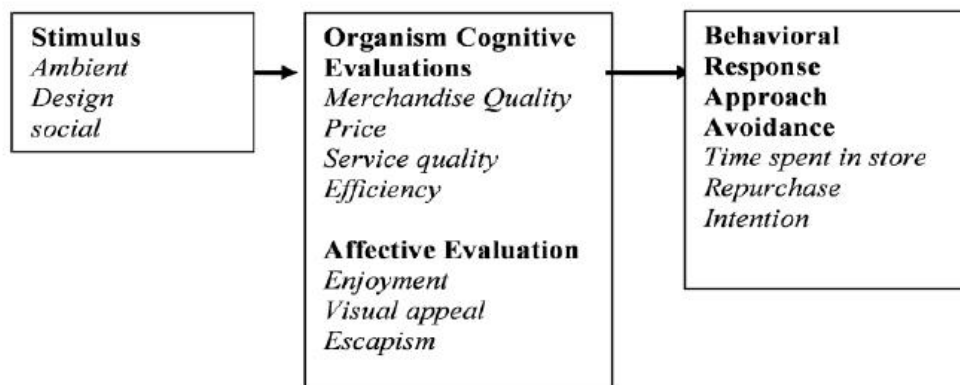 Stimulus
Ambient
Design
social
Organism Cognitive
Evaluations
Merchandise Quality
Price
Service quality
Efficiency
Affective Evaluation
Enjoyment
Visual appeal
Escapism
Behavioral
Response
Approach
Avoidance
Time spent in store
Repurchase
Intention